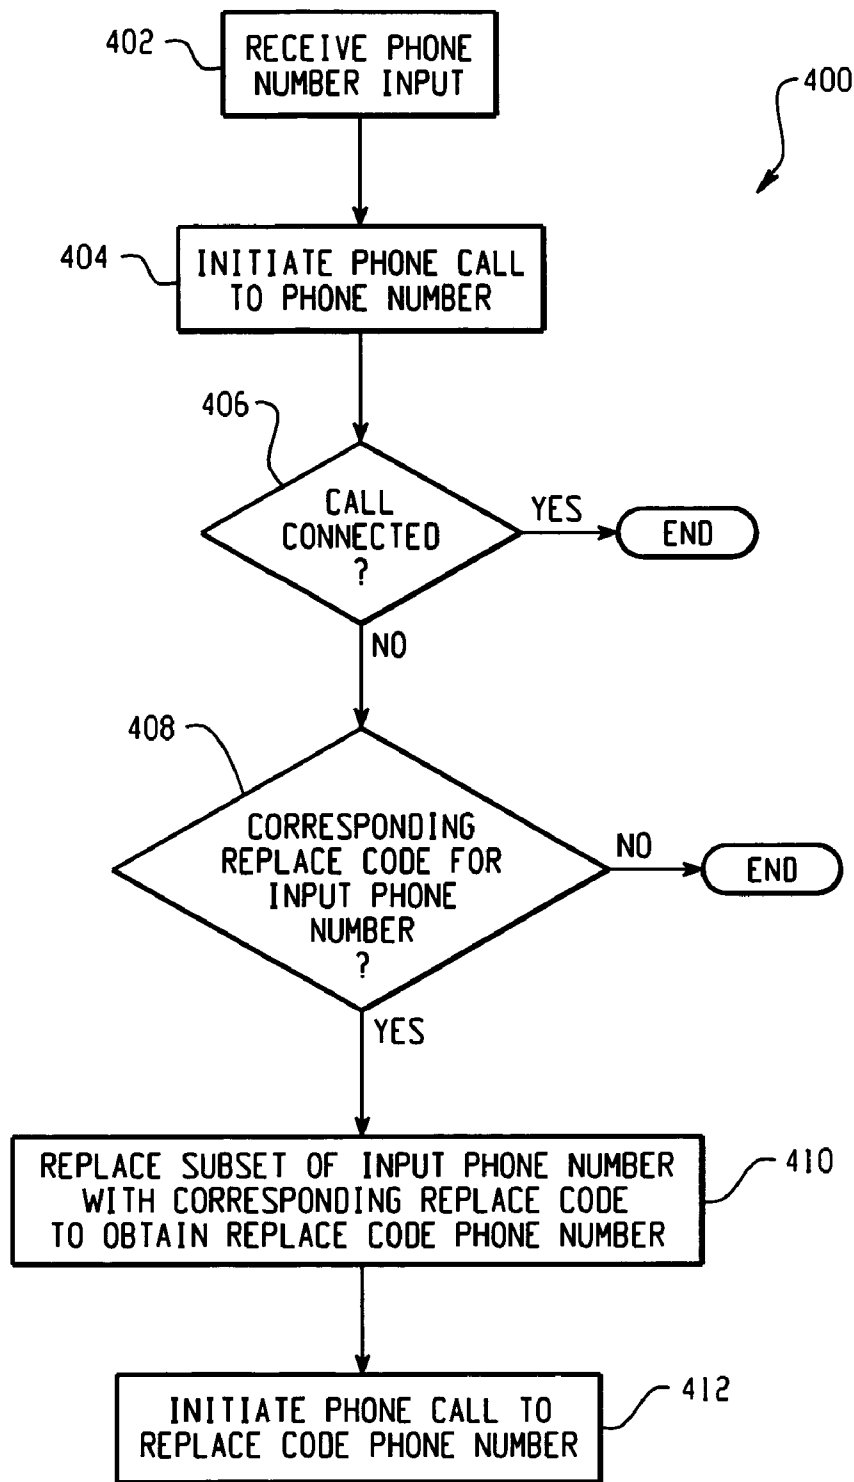 402
RECEIVE PHONE
NUMBER INPUT
400
404
INITIATE PHONE CALL
TO PHONE NUMBER
406
CALL
CONNECTED
?
YES
END
NO
408
CORRESPONDING
REPLACE CODE FOR
INPUT PHONE
NUMBER
?
NO
END
YES
REPLACE SUBSET OF INPUT PHONE NUMBER
WITH CORRESPONDING REPLACE CODE
TO OBTAIN REPLACE CODE PHONE NUMBER
410
INITIATE PHONE CALL TO
REPLACE CODE PHONE NUMBER
412